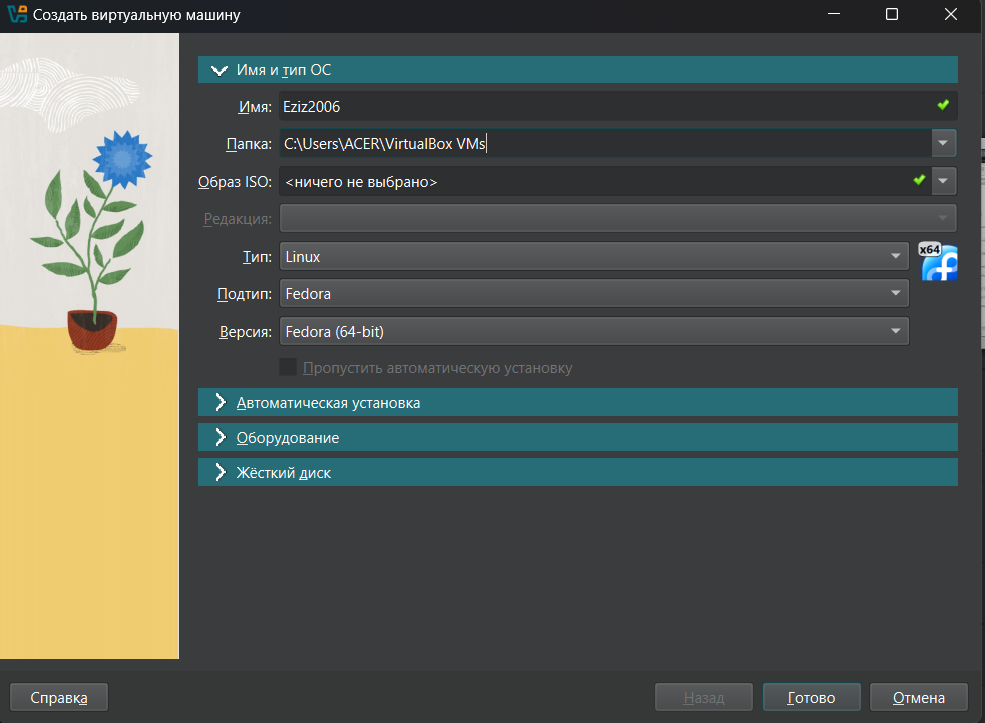 Создать виртуальную машину
Имя и тип ОС
Имя: Eziz2006
Папка: C:\Users\ACER\VirtualBox VMs
Образ ISO: <ничего не выбрано>
Редакция:
Тип: Linux
x64
Подтип: Fedora
Версия: Fedora (64-bit)
Пропустить автоматическую установку
Автоматическая установка
Оборудование
Жёсткий диск
Справка Назад Готово Отмена